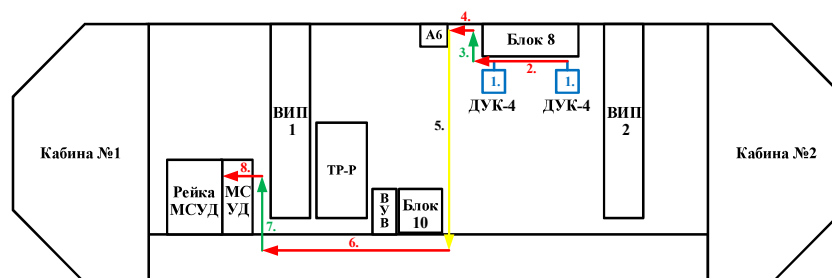 4.
А6
Блок 8
3.
2.
1.
1.
ДУК-4
ДУК-4
ВИП
1
ВИП
2
5.
Кабина №1
Кабина №2
ТР-Р
8.
Рейка
МСУД
МС
УД
В
У
В
Блок
10
7.
6.